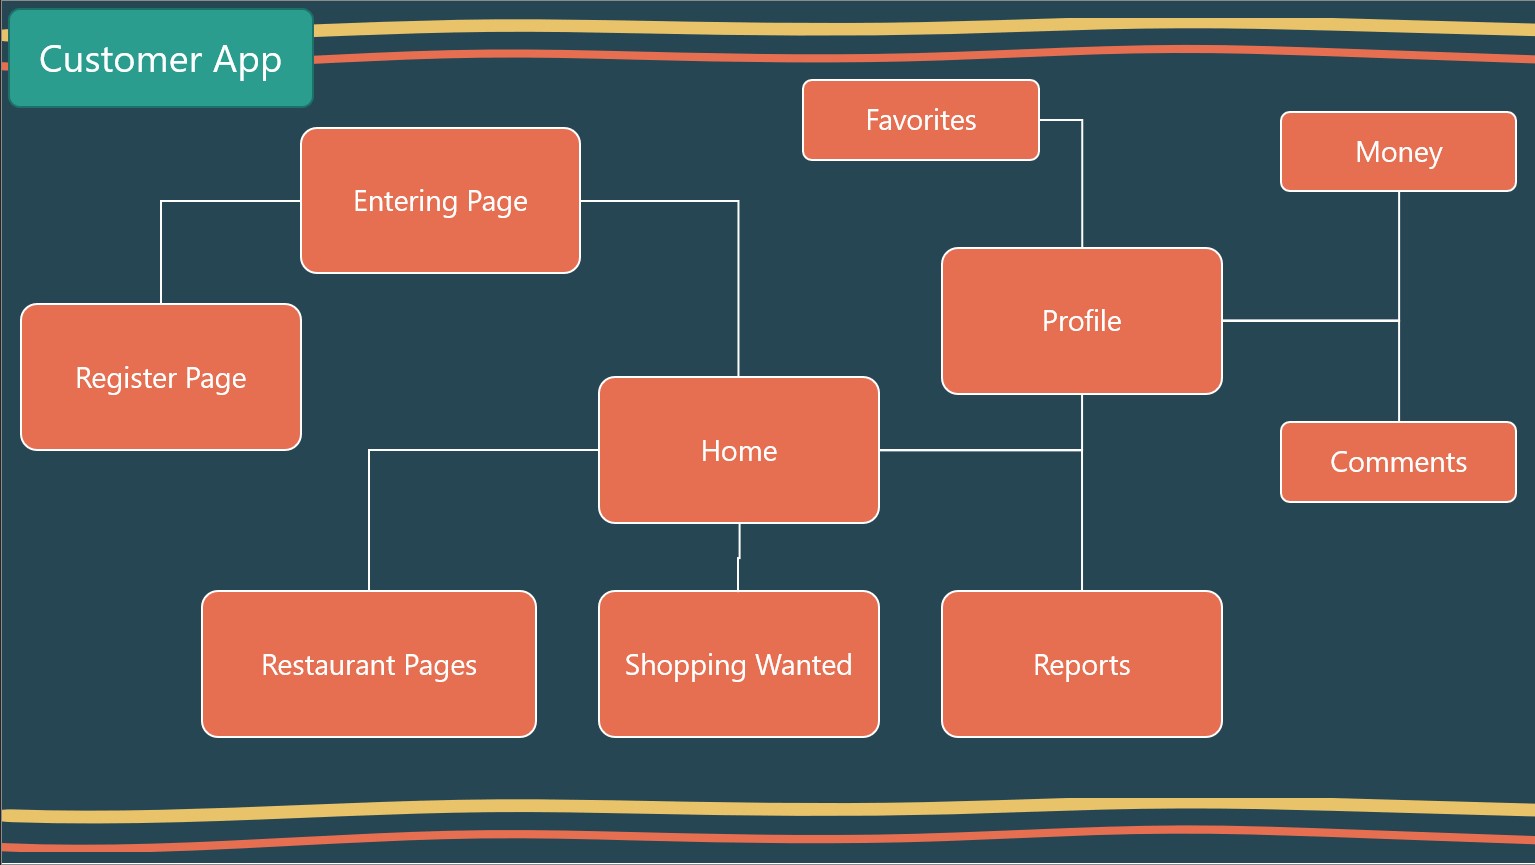 Customer App
Favorites
Money
Entering Page
Profile
Register Page
Home
Comments
Restaurant Pages
Shopping Wanted
Reports